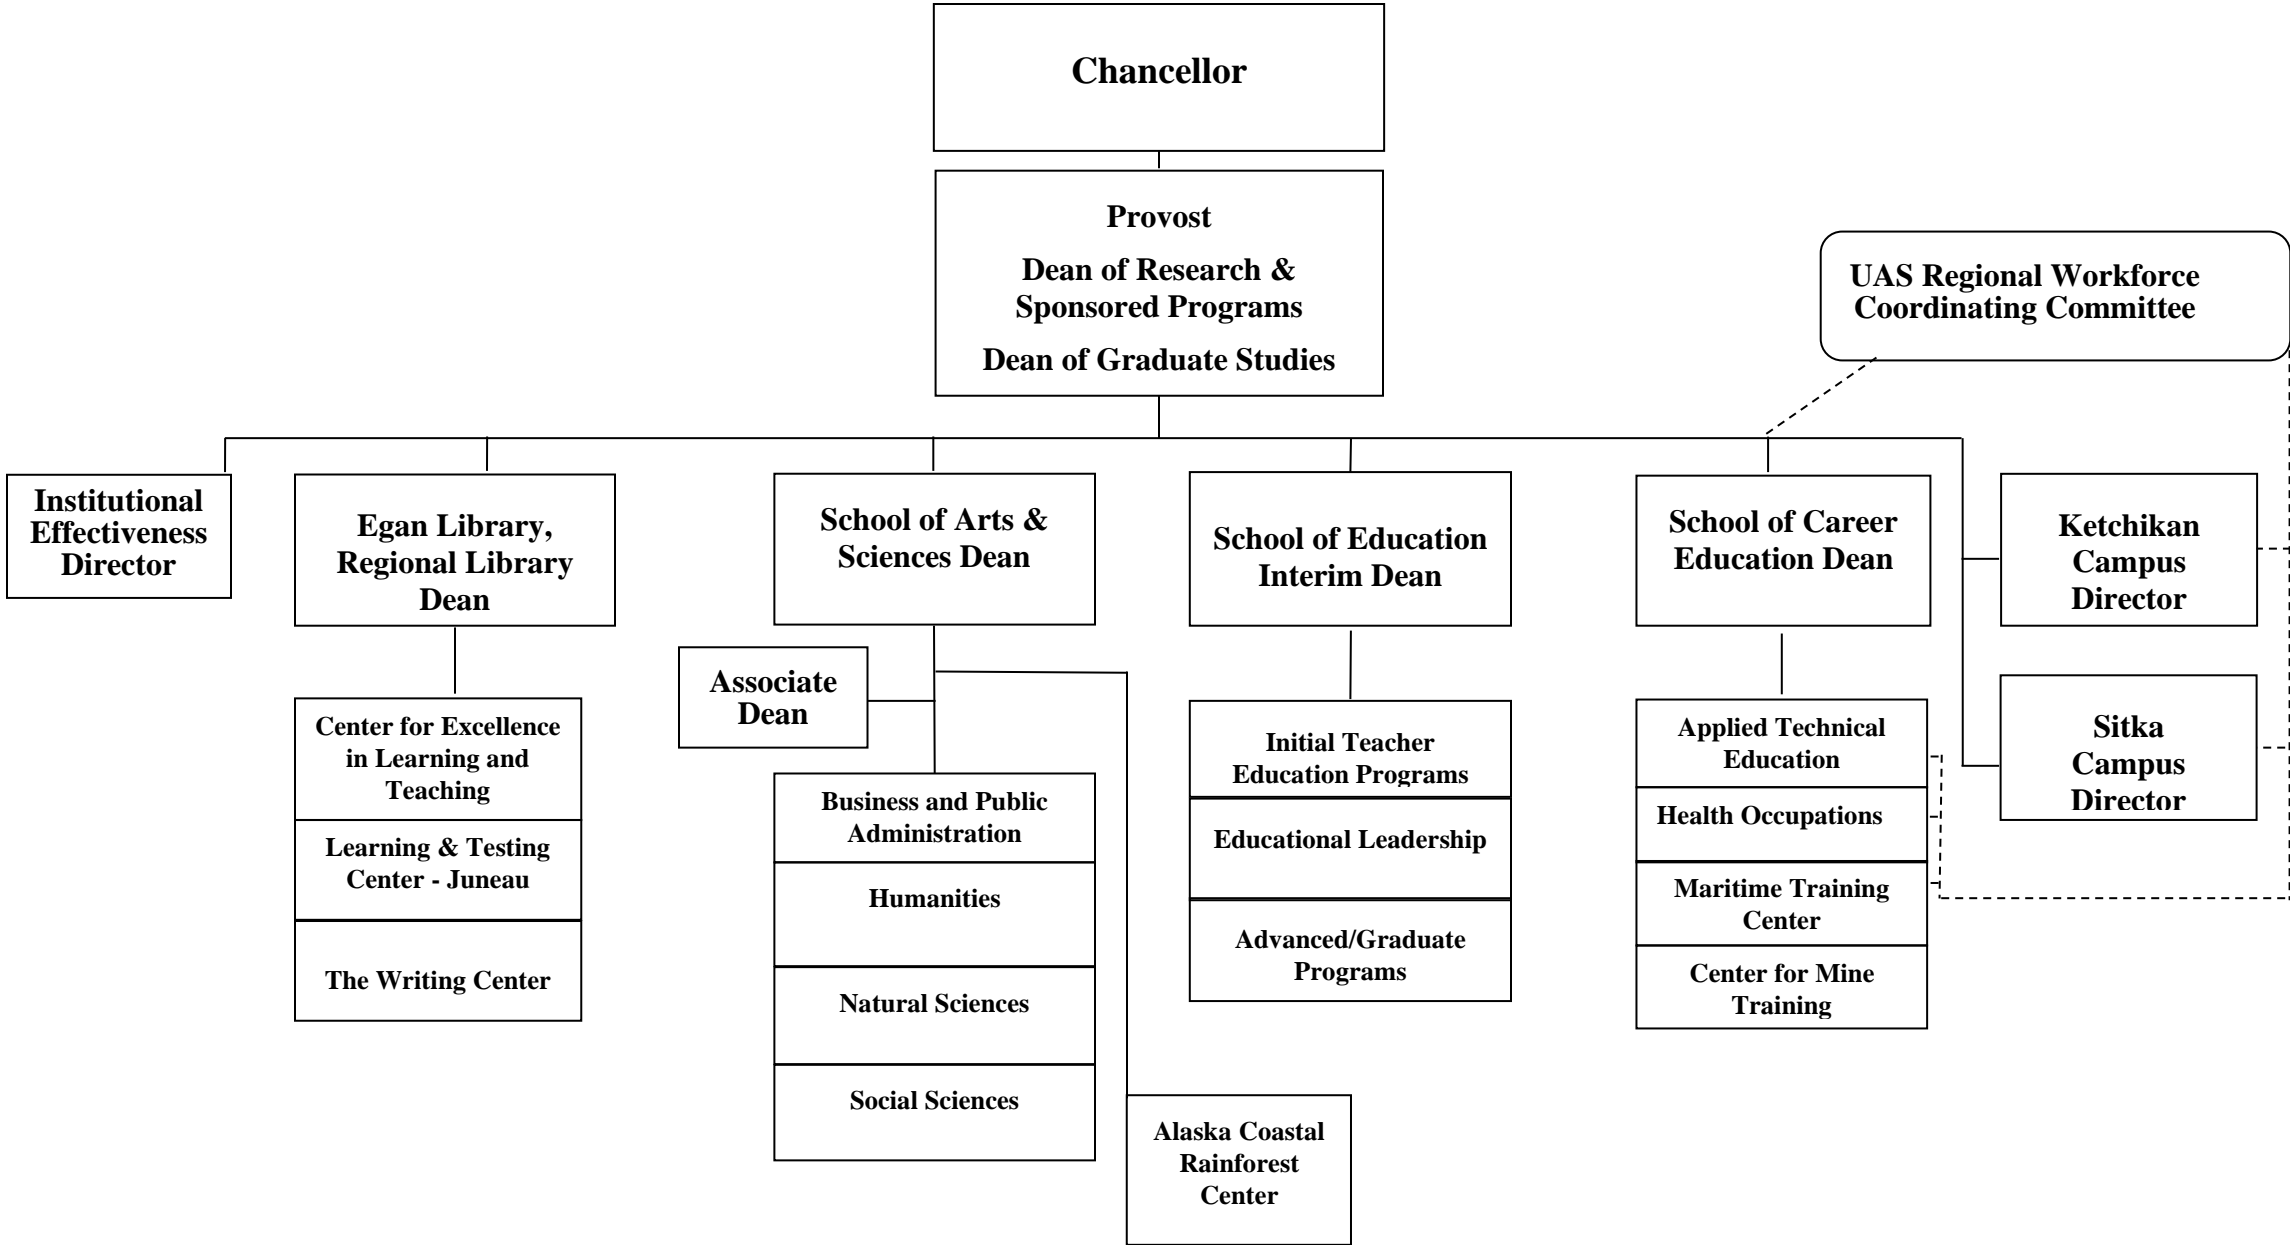 Chancellor
Provost
Dean of Research &
Sponsored Programs
Dean of Graduate Studies
UAS Regional Workforce
Coordinating Committee
Institutional
Effectiveness
Director
Egan Library,
Regional Library
Dean
School of Arts &
Sciences Dean
School of Education
Interim Dean
School of Career
Education Dean
Ketchikan
Campus
Director
Associate
Dean
Sitka
Campus
Director
Center for Excellence
in Learning and
Teaching
Learning & Testing
Center - Juneau
The Writing Center
Business and Public
Administration
Humanities
Natural Sciences
Social Sciences
Alaska Coastal
Rainforest
Center
Initial Teacher
Education Programs
Educational Leadership
Advanced/Graduate
Programs
Applied Technical
Education
Health Occupations
Maritime Training
Center
Center for Mine
Training